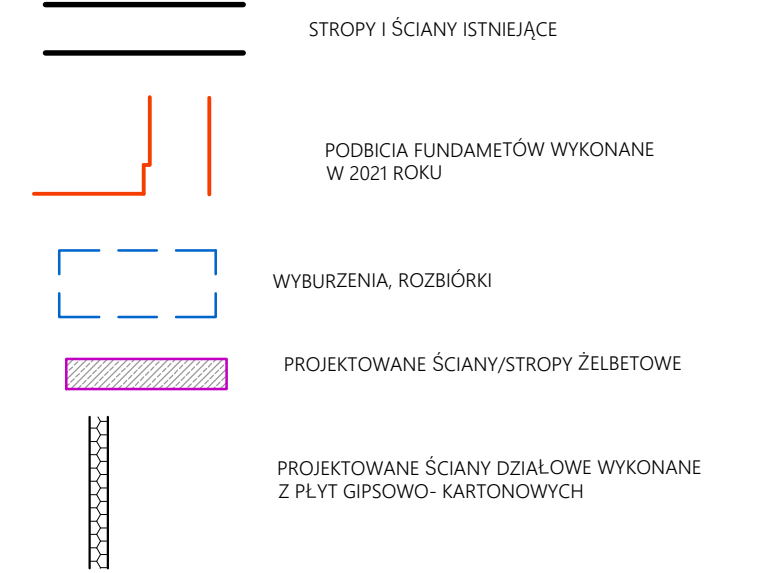 STROPY I ŚCIANY ISTNIEJĄCE
PODBICIA FUNDAMETÓW WYKONANE
W 2021 ROKU
WYBURZENIA, ROZBIÓRKI
PROJEKTOWANE ŚCIANY/STROPY ŻELBETOWE
PROJEKTOWANE ŚCIANY DZIAŁOWE WYKONANE
Z PŁYT GIPSOWO- KARTONOWYCH